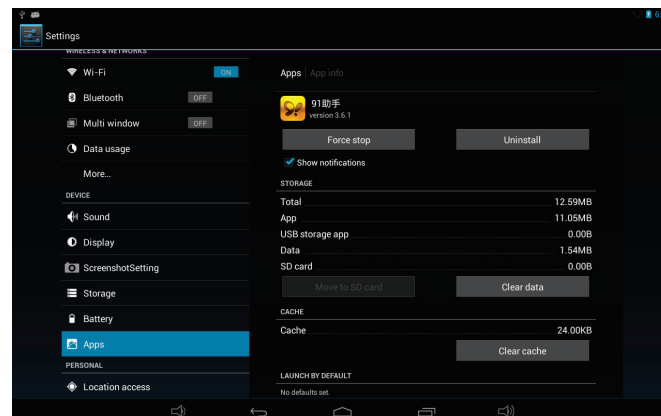 Settings
WIRELESS & NETWORKS
Wi-Fi ON
Bluetooth OFF
Multi window OFF
Data usage
More...
DEVICE
Sound
Display
ScreenshotSetting
Storage
Battery
Apps
PERSONAL
Location access
Apps App info
91助手
version 3.6.1
Force stop Uninstall
Show notifications
STORAGE
Total 12.59MB
App 11.05MB
USB storage app 0.00B
Data 1.54MB
SD card 0.00B
Move to SD card Clear data
CACHE
Cache 24.00KB
Clear cache
LAUNCH BY DEFAULT
No defaults set.